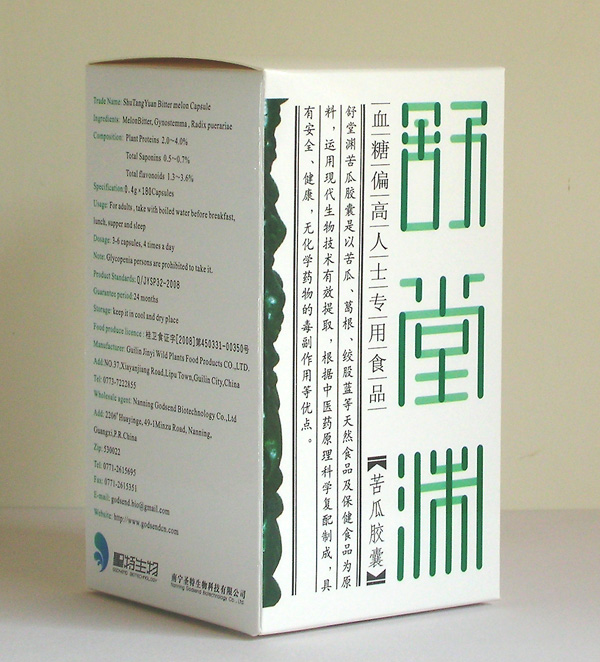 Trade Name: ShuTangYuan Bitter melon Capsule
Ingredients: MelonBitter, Gynostemma , Radix puerariae
Composition: Plant Proteins 2.0~4.0%
Total Saponins 0.5~0.7%
Total flavonoids 1.3~3.6%
Specification:0.4g×180Capsules
Usage: For adults , take with boiled water before breakfast,
lunch, supper and sleep
Dosage: 3-6 capsules, 4 times a day
Note: Glycopenia persons are prohibited to take it.
Product Standards: Q/JYSP32-2008
Guarantee period:24 months
Storage: keep it in cool and dry place
Food produce licence : 桂卫食证字[2008]第450331-00350号
Manufacturer: Guilin Jinyi Wild Plants Food Products CO.,LTD.
Add:NO.37,Xinyanjiang Road,Lipu Town,Guilin City,China
Tel: 0773-7222855
Wholesale agent: Nanning Godsend Biotechnology Co.,Ltd
Add: 2206# Huayinge, 49-1Minzu Road, Nanning,
Guangxi,P.R.China
Zip: 530022
Tel: 0771-2615695
Fax: 0771-2615351
E-mail: godsend.bio@gmail.com
Website: http://www.godsendcn.com
圣特生物
GODSEND BIOTECHNOLOGY
南宁圣特生物科技有限公司
Nanning Godsend Biotechnology Co., Ltd
舒堂渊
【苦瓜胶囊】
血糖偏高人士专用食品
舒堂渊苦瓜胶囊是以苦瓜、葛根、绞股蓝等天然食品及保健食品为原
料，运用现代生物技术有效提取，根据中医药原理科学复配制成，具
有安全、健康，无化学药物的毒副作用等优点。